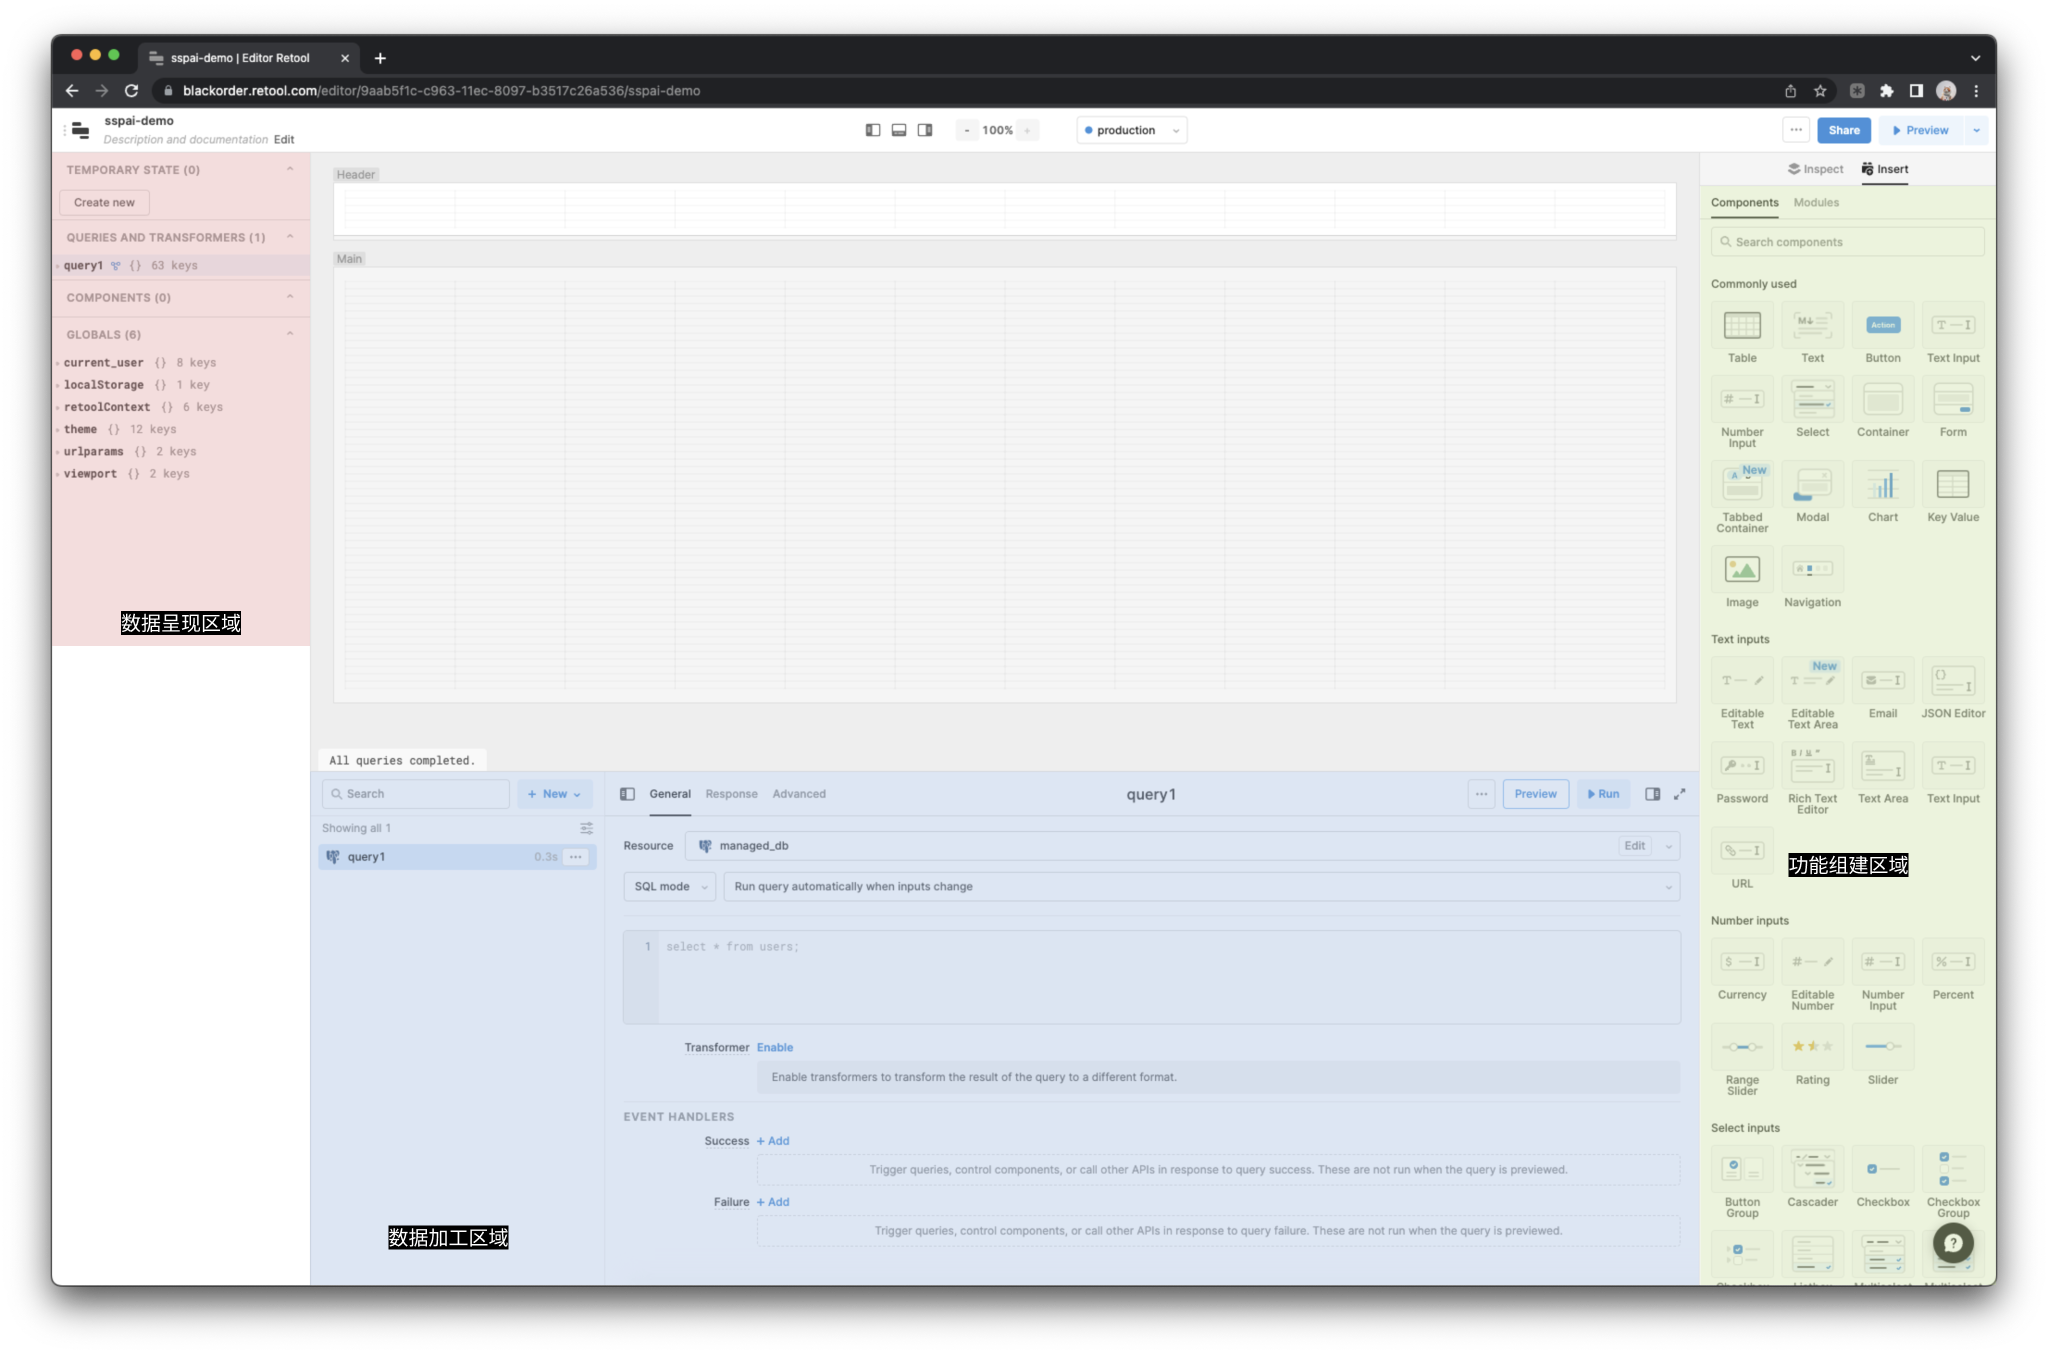 sspai-demo | Editor Retool
blackorder.retool.com/editor/9aab5f1c-c963-11ec-8097-b3517c26a536/sspai-demo
sspai-demo
Description and documentation Edit
- 100% +
production
Share
Preview
TEMPORARY STATE (0)
Create new
QUERIES AND TRANSFORMERS (1)
query1 {} 63 keys
COMPONENTS (0)
GLOBALS (6)
current_user {} 8 keys
localStorage {} 1 key
retoolContext {} 6 keys
theme {} 12 keys
urlparams {} 2 keys
viewport {} 2 keys
数据呈现区域
Header
Main
All queries completed.
Search
+ New
Showing all 1
query1 0.3s
数据加工区域
General Response Advanced
query1
Preview
Run
Resource managed_db Edit
SQL mode Run query automatically when inputs change
1 select * from users;
Transformer Enable
Enable transformers to transform the result of the query to a different format.
EVENT HANDLERS
Success + Add
Trigger queries, control components, or call other APIs in response to query success. These are not run when the query is previewed.
Failure + Add
Trigger queries, control components, or call other APIs in response to query failure. These are not run when the query is previewed.
Inspect Insert
Components Modules
Search components
Commonly used
Action
Table Text Button Text Input
Number Input Select Container Form
New
Tabbed Container Modal Chart Key Value
Image Navigation
Text inputs
New
Editable Text Editable Text Area Email JSON Editor
Password Rich Text Editor Text Area Text Input
URL
功能组建区域
Number inputs
Currency Editable Number Number Input Percent
Range Slider Rating Slider
Select inputs
Button Group Cascader Checkbox Checkbox Group